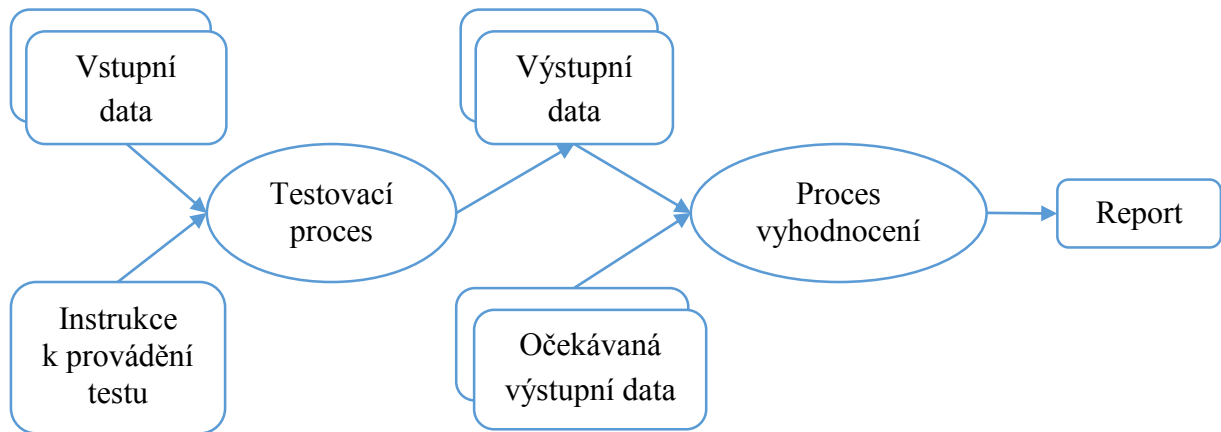 Vstupní
data
Výstupní
data
Testovací
proces
Proces
vyhodnocení
Report
Instrukce
k provádění
testu
Očekávaná
výstupní data